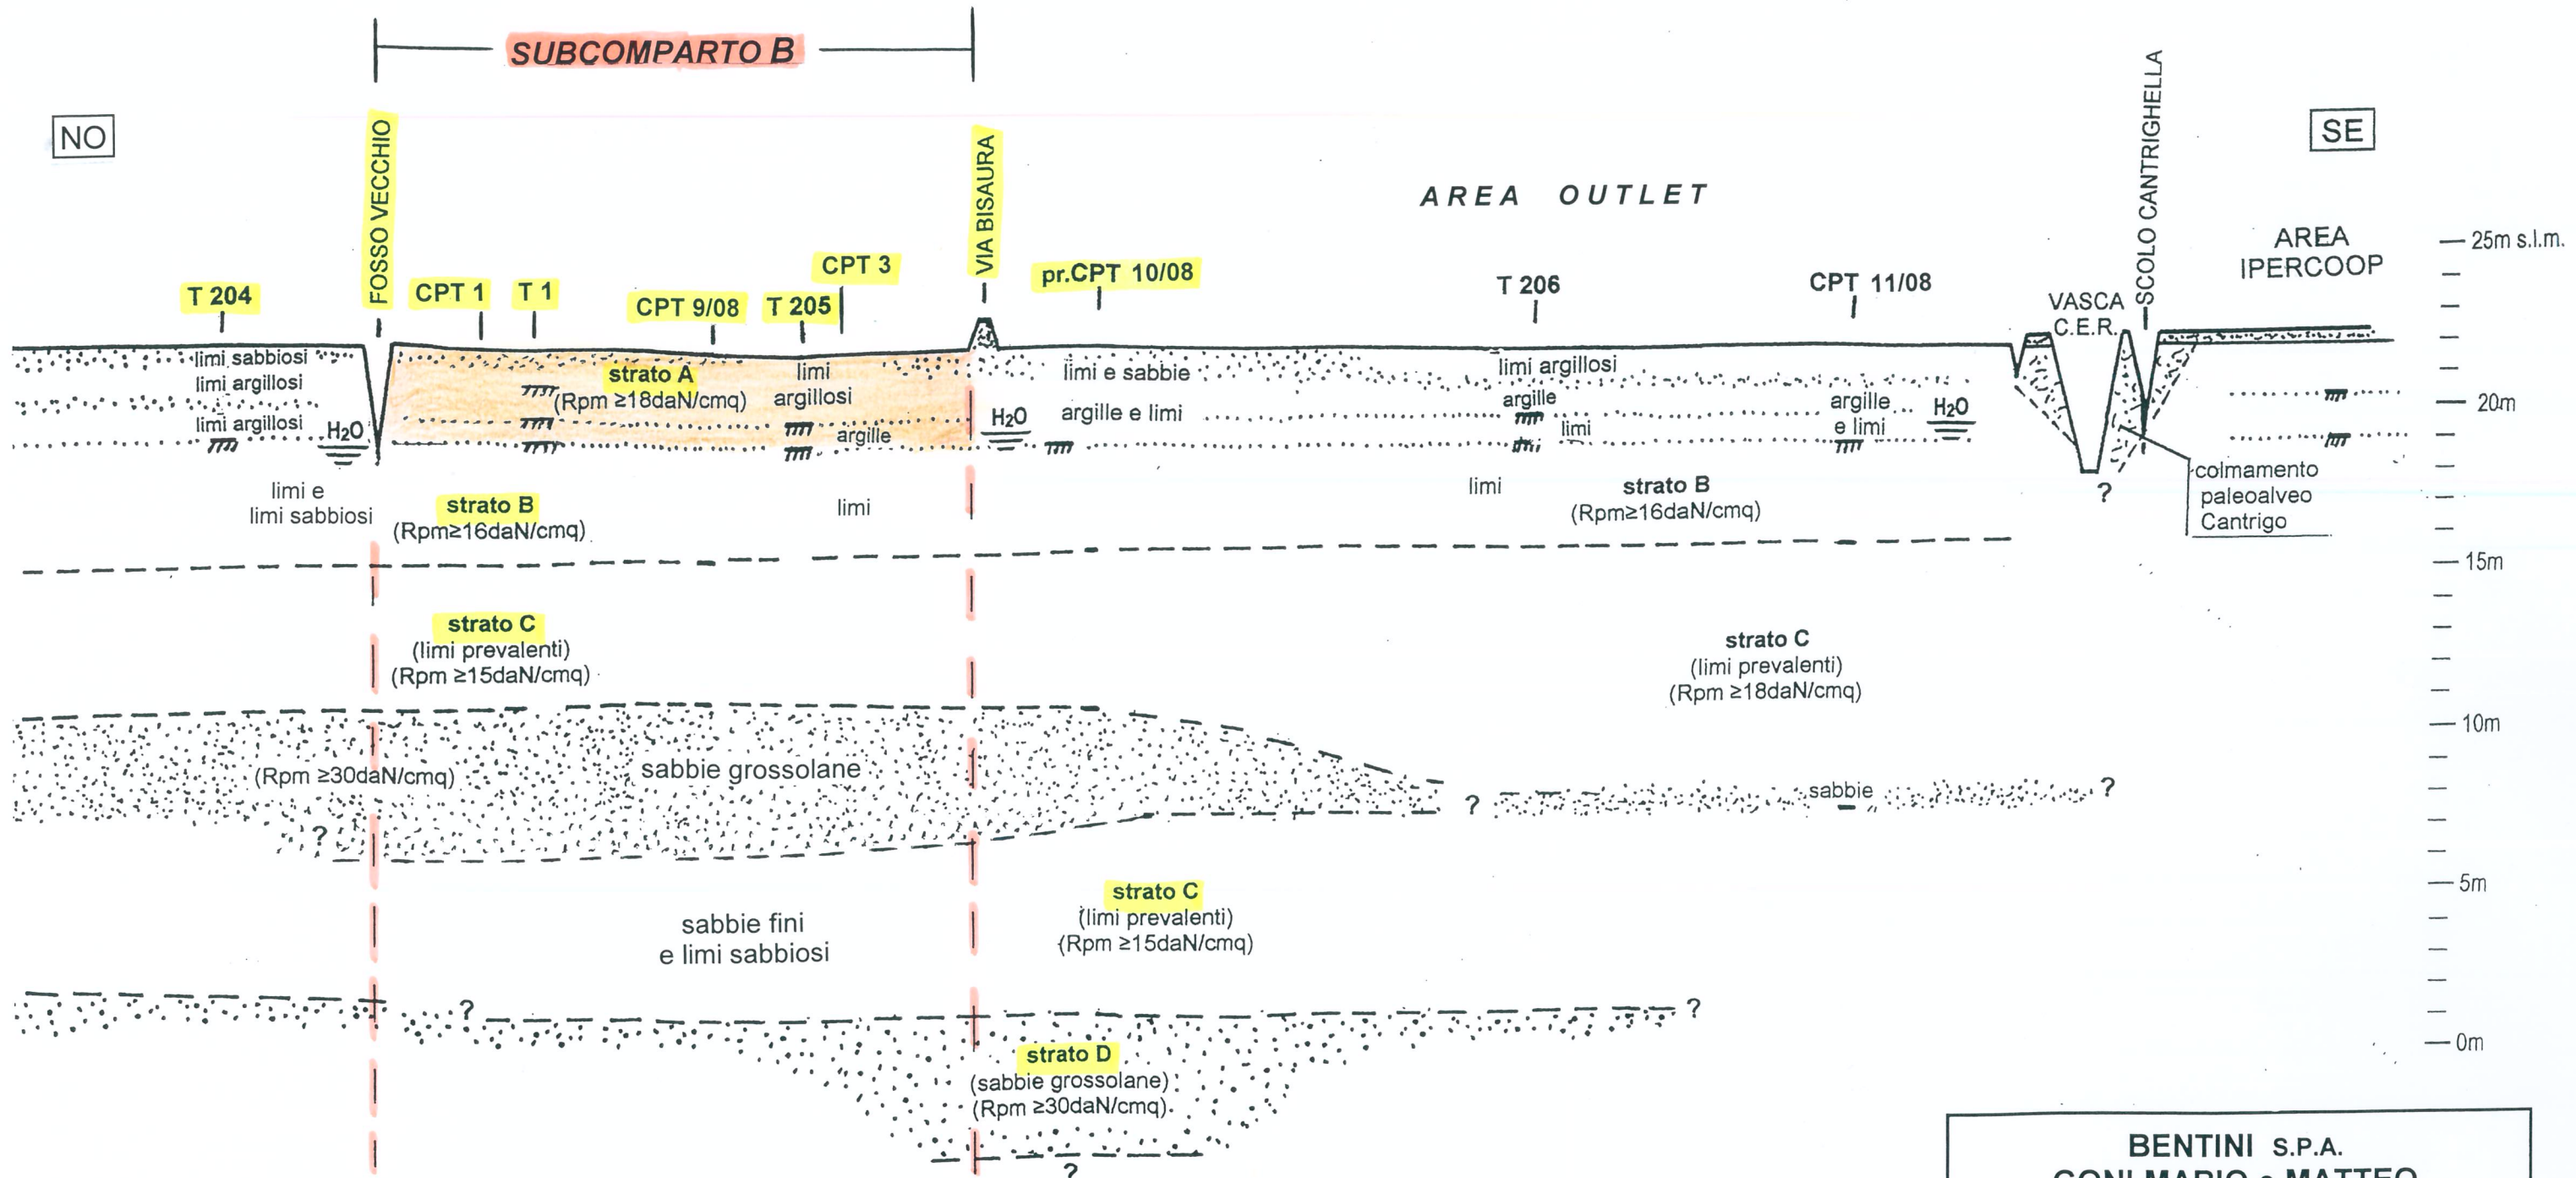 SUBCOMPARTO B
NO
FOSSO VECCHIO
VIA BISAURA
SCOLO CANTRIGHELLA
SE
AREA OUTLET
25m s.l.m.
AREA
IPERCOOP
T 204
CPT 1
T 1
CPT 9/08
T 205
CPT 3
pr.CPT 10/08
T 206
CPT 11/08
VASCA
C.E.R.
limi sabbiosi
limi argillosi
limi argillosi
H2O
strato A
(Rpm ≥18daN/cmq)
limi
argillosi
argille
limi e sabbie
argille e limi
H2O
limi argillosi
argille
limi
argille
e limi
H2O
20m
limi e
limi sabbiosi
strato B
(Rpm≥16daN/cmq)
limi
limi
strato B
(Rpm≥16daN/cmq)
?
colmamento
paleoalveo
Cantrigo
15m
strato C
(limi prevalenti)
(Rpm ≥15daN/cmq)
strato C
(limi prevalenti)
(Rpm ≥18daN/cmq)
10m
(Rpm ≥30daN/cmq)
sabbie grossolane
?
?
sabbie
?
5m
sabbie fini
e limi sabbiosi
strato C
(limi prevalenti)
(Rpm ≥15daN/cmq)
?
?
0m
strato D
(sabbie grossolane)
(Rpm ≥30daN/cmq)
?
BENTINI S.P.A.
CONI MARIO e MATTEO